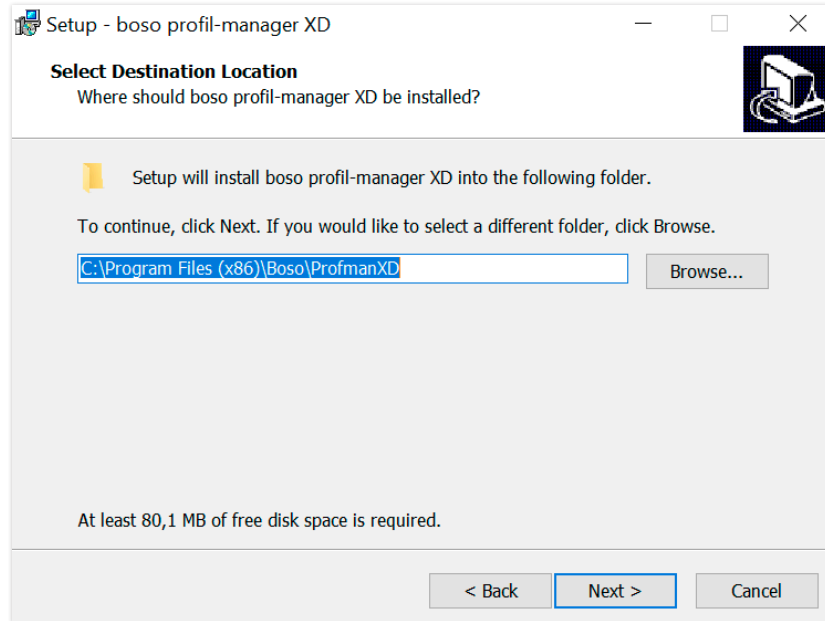 Setup - boso profil-manager XD
Select Destination Location
Where should boso profil-manager XD be installed?
Setup will install boso profil-manager XD into the following folder.
To continue, click Next. If you would like to select a different folder, click Browse.
C:\Program Files (x86)\Boso\ProfmanXD
Browse...
At least 80,1 MB of free disk space is required.
< Back
Next >
Cancel